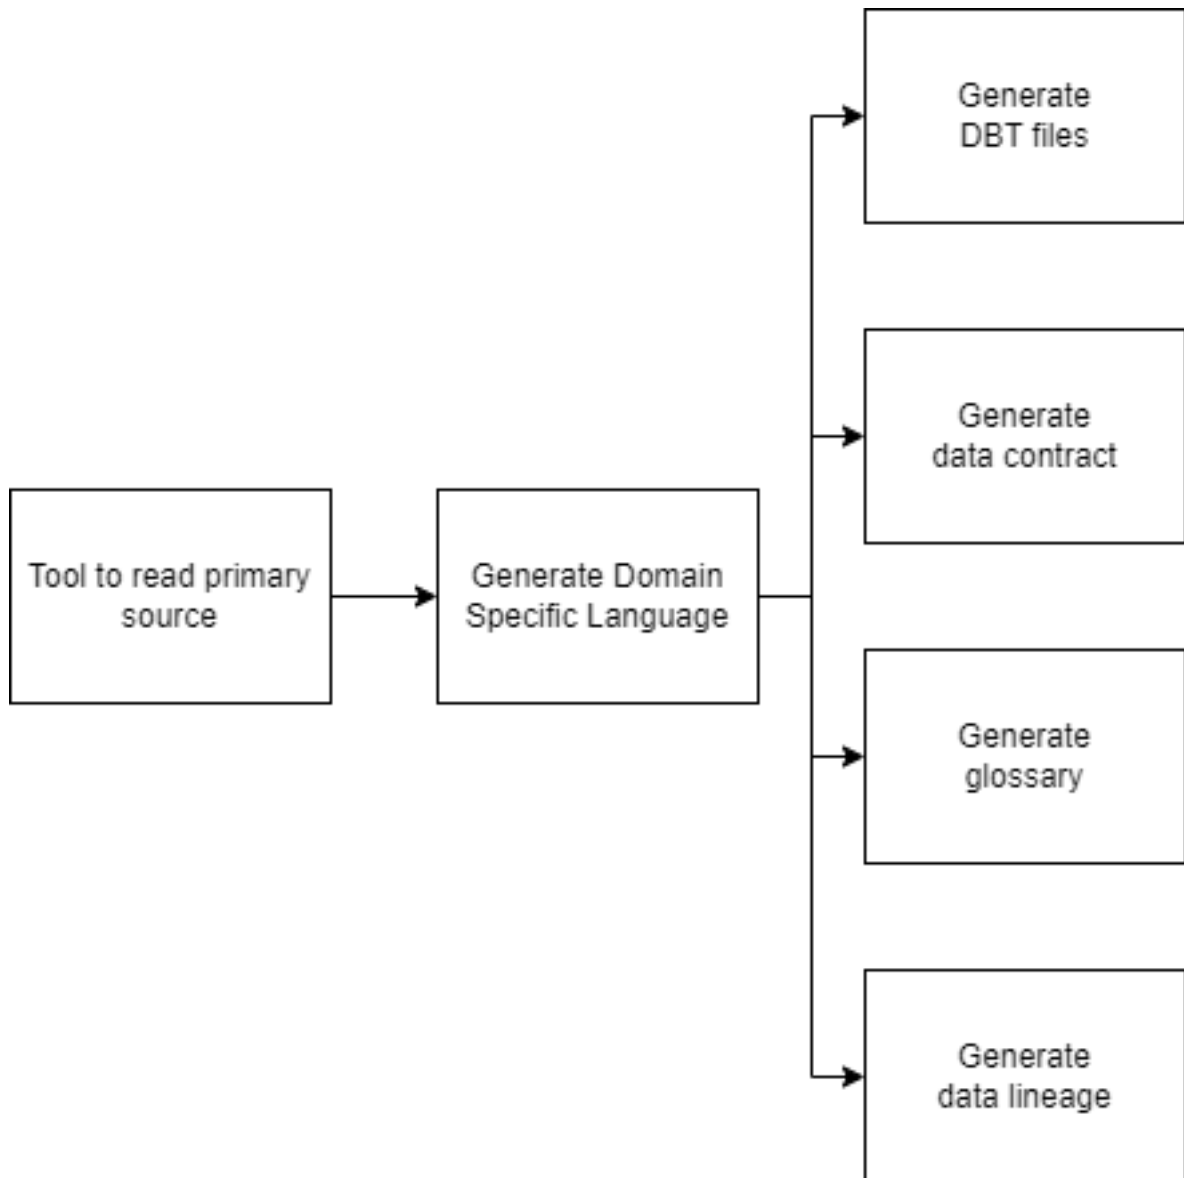 Generate
DBT files
Generate
data contract
Tool to read primary
source
Generate Domain
Specific Language
Generate
glossary
Generate
data lineage